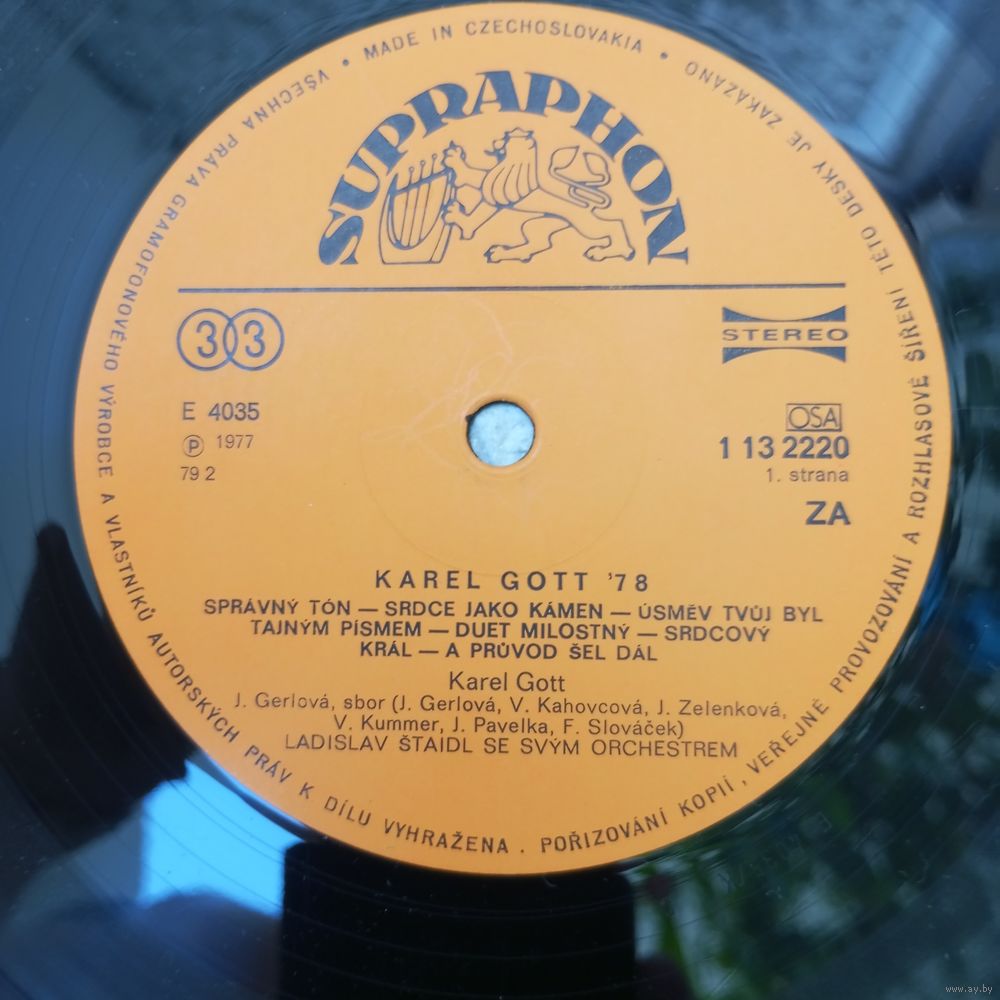 MADE IN CZECHOSLOVAKIA •
VŠECHNA PRÁVA GRAMOFONOVÉHO VÝROBCE A VLASTNÍKŮ AUTORSKÝCH PRÁV K DÍLU VYHRAŽENA . POŘIZOVÁNÍ KOPIÍ, VEŘEJNÉ PROVOZOVÁNÍ A ROZHLASOVÉ ŠÍŘENÍ TÉTO DESKY JE ZAKÁZÁNO •
SUPRAPHON
33
STEREO
E 4035
OSA
Ⓟ 1977
1 13 2220
79 2
1. strana
ZA
KAREL GOTT '78
SPRÁVNÝ TÓN — SRDCE JAKO KÁMEN — ÚSMĚV TVŮJ BYL
TAJNÝM PÍSMEM — DUET MILOSTNÝ — SRDCOVÝ
KRÁL — A PRŮVOD ŠEL DÁL
Karel Gott
J. Gerlová, sbor (J. Gerlová, V. Kahovcová, J. Zelenková,
V. Kummer, J. Pavelka, F. Slováček)
LADISLAV ŠTAIDL SE SVÝM ORCHESTREM
www.ay.by